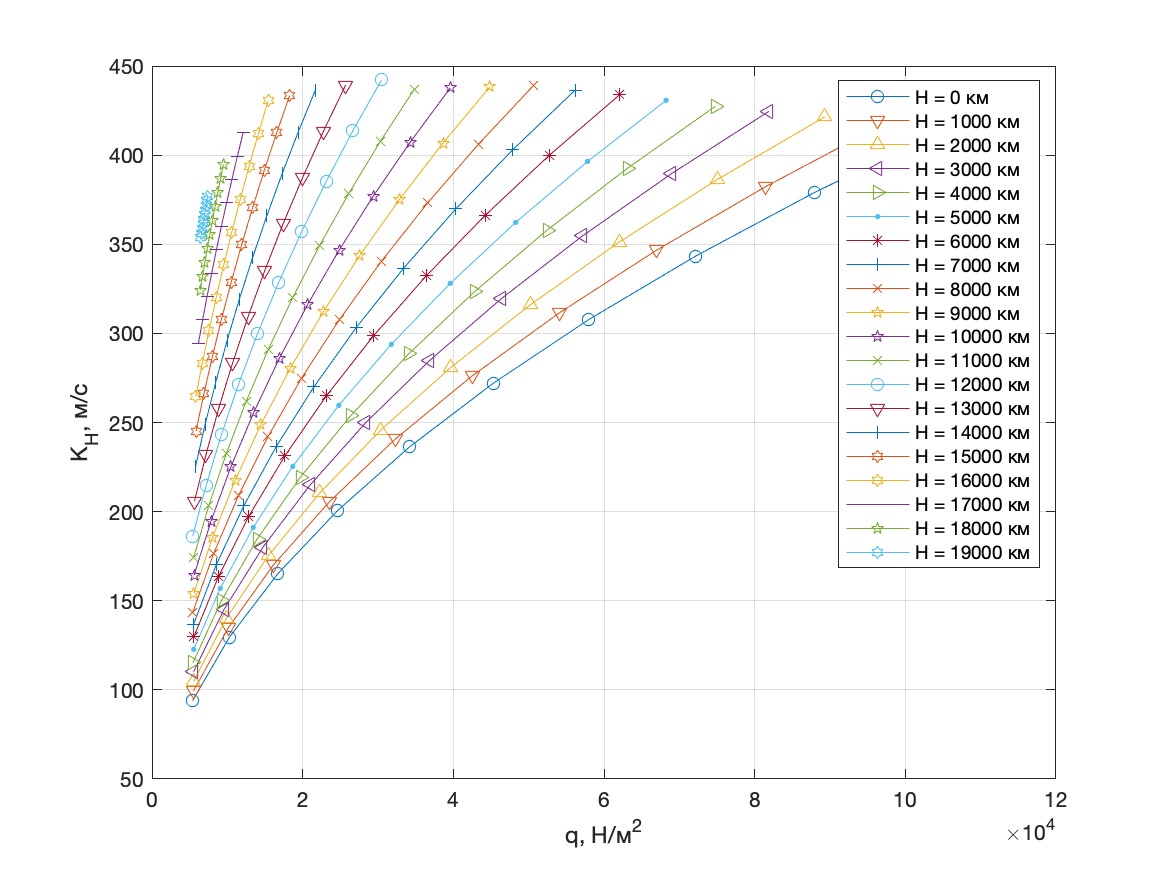 450
400
350
300
250
200
150
100
50
K_H, м/с
0
2
4
6
8
10
12
×10^4
q, Н/м^2
H = 0 км
H = 1000 км
H = 2000 км
H = 3000 км
H = 4000 км
H = 5000 км
H = 6000 км
H = 7000 км
H = 8000 км
H = 9000 км
H = 10000 км
H = 11000 км
H = 12000 км
H = 13000 км
H = 14000 км
H = 15000 км
H = 16000 км
H = 17000 км
H = 18000 км
H = 19000 км